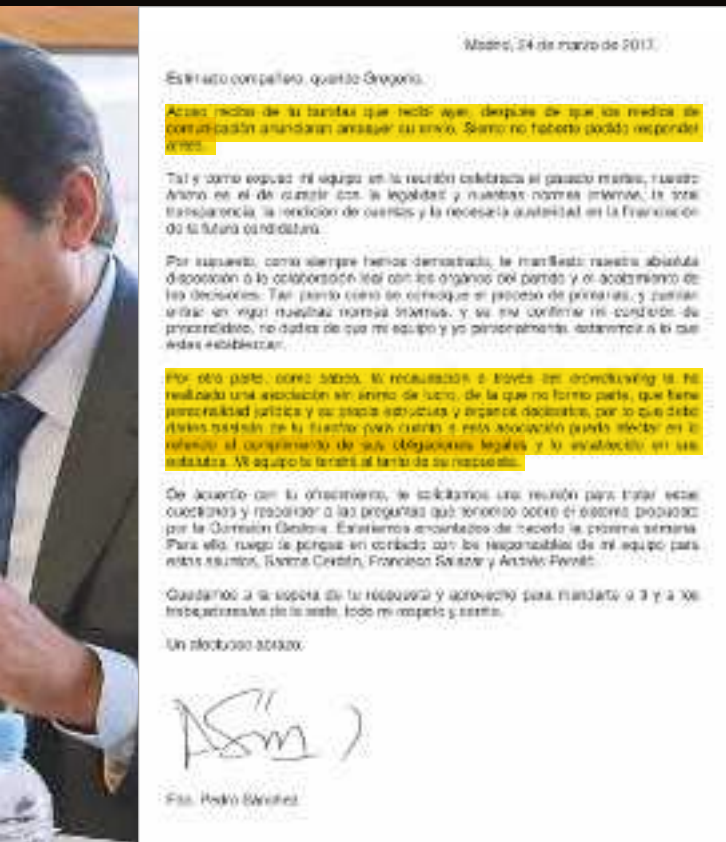 Madrid, 24 de marzo de 2017.
Estimado compañero, querido Gregorio,
Acuso recibo de tu burofax que recibí ayer, después de que los medios de
comunicación anunciaran anteayer su envío. Siento no haberte podido responder
antes.
Tal y como expuso mi equipo en la reunión celebrada el pasado martes, nuestro
ánimo es el de cumplir con la legalidad y nuestras normas internas, la total
transparencia, la rendición de cuentas y la necesaria austeridad en la financiación
de la futura candidatura.
Por supuesto, como siempre hemos demostrado, te manifiesto nuestra absoluta
disposición a la colaboración leal con los órganos del partido y el acatamiento de
las decisiones. Tan pronto como se convoque el proceso de primarias, y puedan
entrar en vigor nuestras normas internas, y se me confirme mi condición de
precandidato, no dudes de que mi equipo y yo personalmente, estaremos a lo que
éstas establezcan.
Por otra parte, como sabes, la recaudación a través del crowdfunding la ha
realizado una asociación sin ánimo de lucro, de la que no formo parte, que tiene
personalidad jurídica y su propia estructura y órganos decisorios, por lo que debo
darles traslado de tu burofax para cuanto a esta asociación pueda afectar en lo
referido al cumplimiento de sus obligaciones legales y lo establecido en sus
estatutos. Mi equipo te tendrá al tanto de su respuesta.
De acuerdo con tu ofrecimiento, te solicitamos una reunión para tratar estas
cuestiones y responder a las preguntas que tenemos sobre el sistema propuesto
por la Comisión Gestora. Estaríamos encantados de hacerlo la próxima semana.
Para ello, ruego te pongas en contacto con los responsables de mi equipo para
estos asuntos, Santos Cerdán, Francisco Salazar y Andrés Perelló.
Quedamos a la espera de tu respuesta y aprovecho para mandarte a ti y a los
trabajadores/as de la sede, todo mi respeto y cariño.
Un afectuoso abrazo.
Fdo. Pedro Sánchez